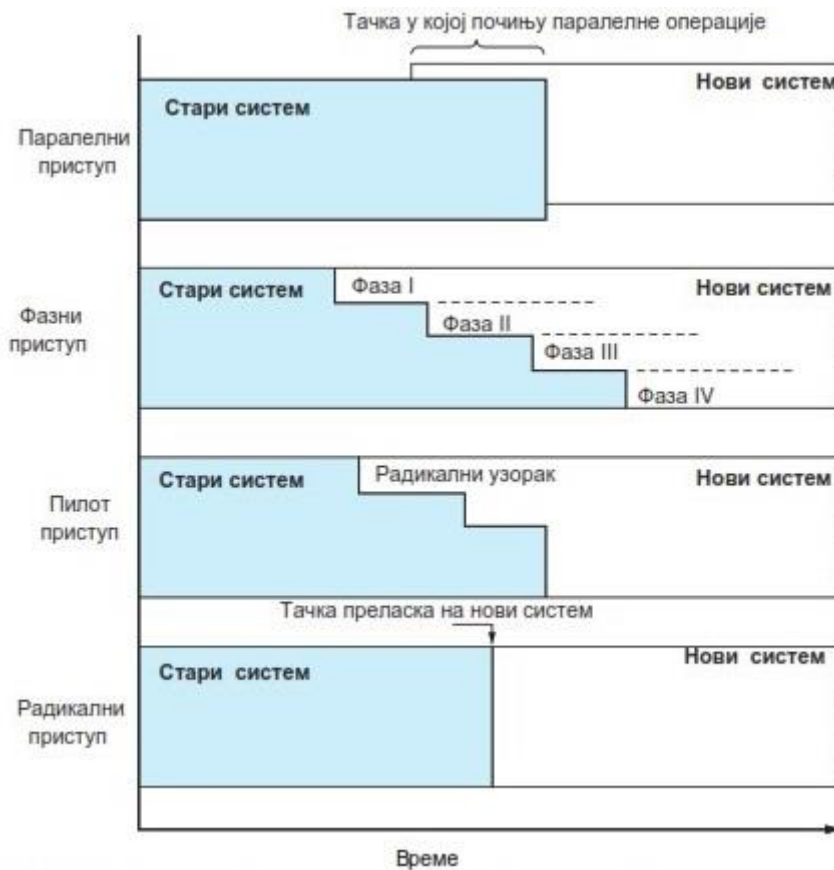 Тачка у којој почињу паралелне операције
Стари систем
Нови систем
Паралелни
приступ
Стари систем
Фаза I
Нови систем
Фаза II
Фазни
приступ
Фаза III
Фаза IV
Стари систем
Радикални узорак
Нови систем
Пилот
приступ
Тачка преласка на нови систем
Стари систем
Нови систем
Радикални
приступ
Време